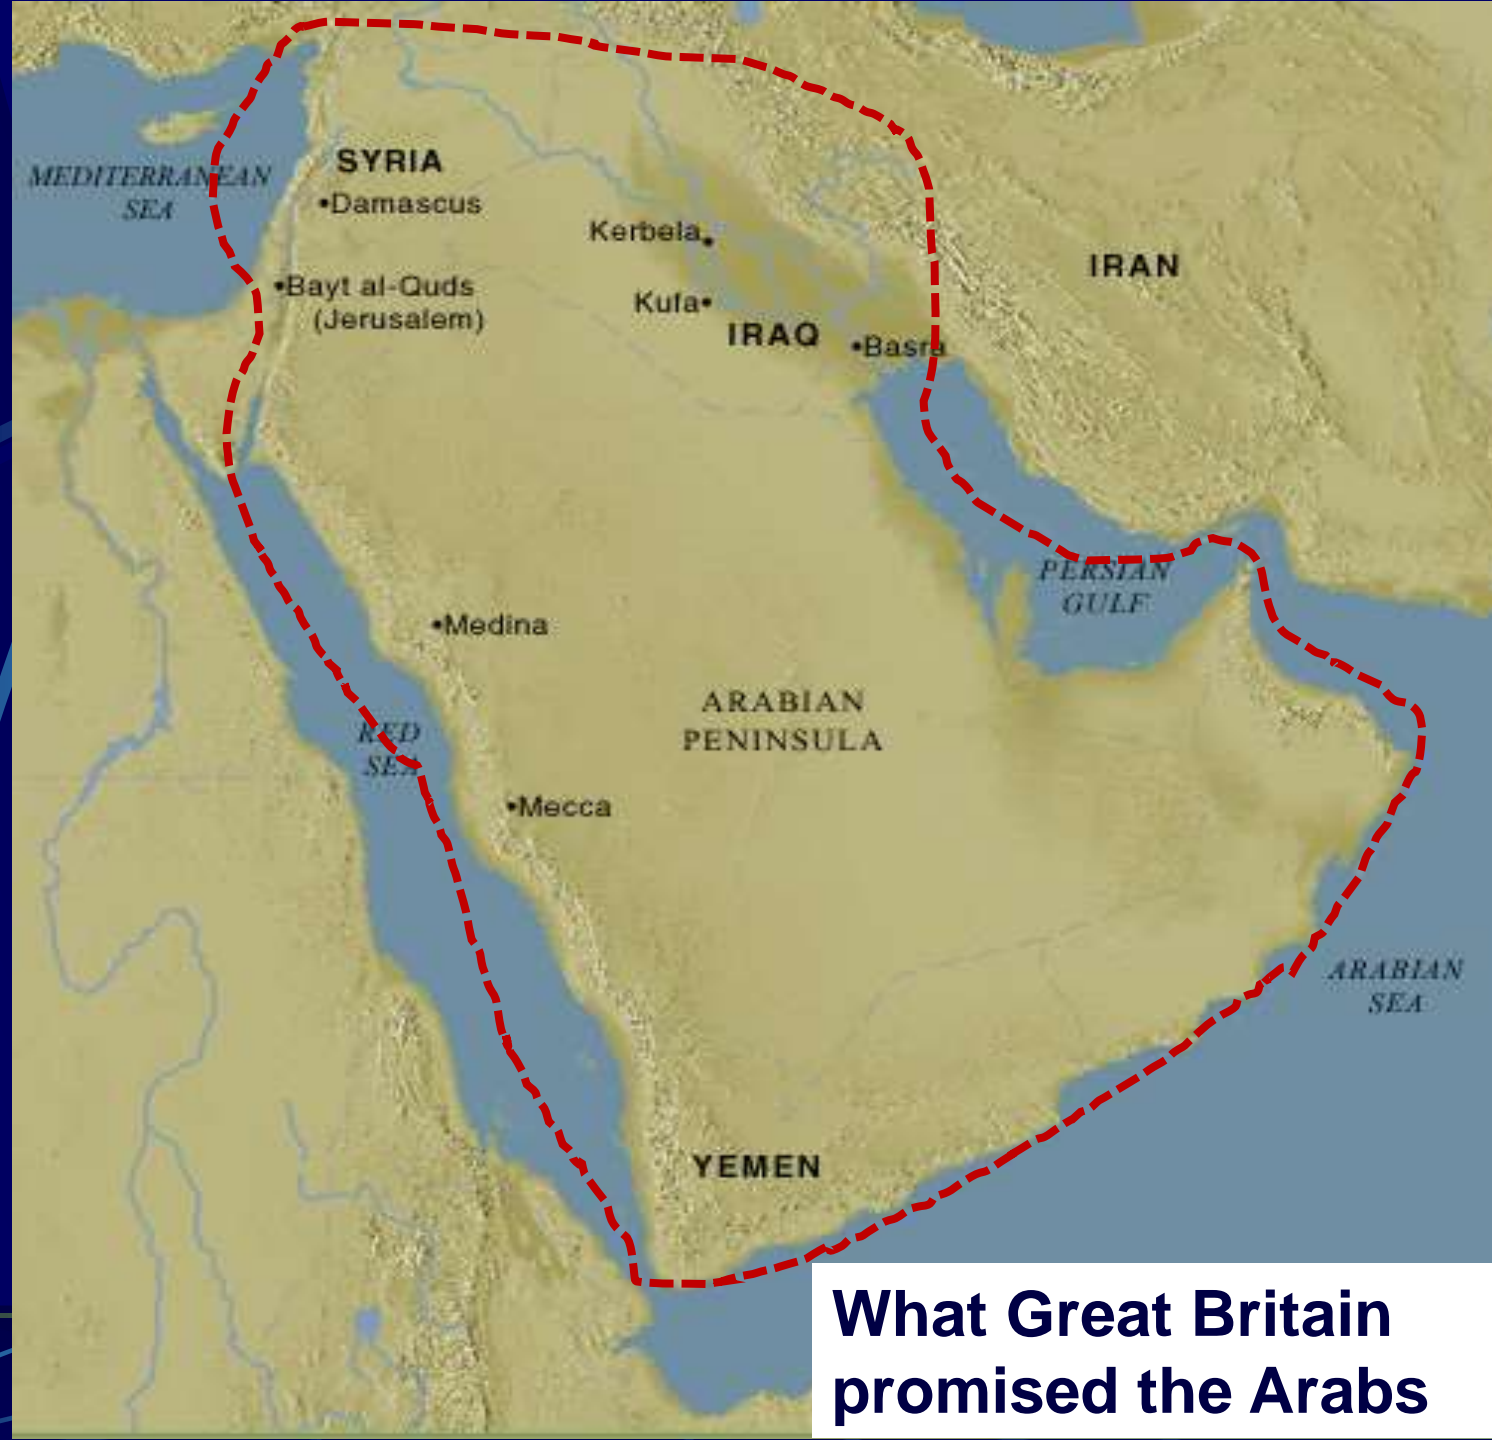 SYRIA
MEDITERRANEAN
SEA
•Damascus
Kerbela•
IRAN
•Bayt al-Quds
(Jerusalem)
Kufa•
IRAQ
•Basra
PERSIAN
GULF
•Medina
ARABIAN
PENINSULA
RED
SEA
•Mecca
ARABIAN
SEA
YEMEN
What Great Britain
promised the Arabs